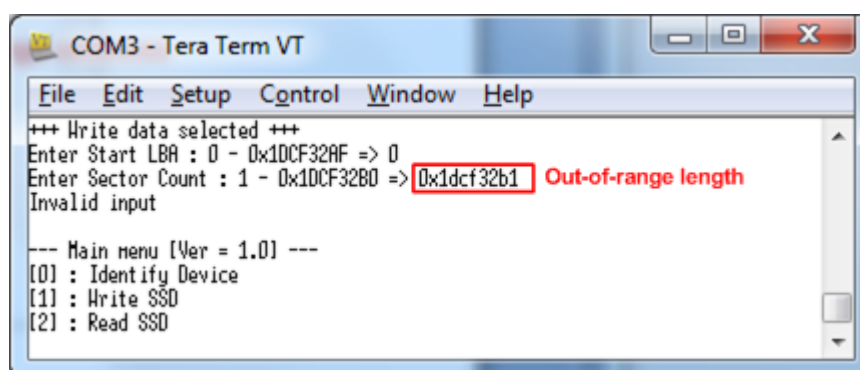 COM3 - Tera Term VT
File Edit Setup Control Window Help
+++ Write data selected +++
Enter Start LBA : 0 - 0x1DCF32AF => 0
Enter Sector Count : 1 - 0x1DCF32B0 => 0x1dcf32b1 Out-of-range length
Invalid input
--- Main menu [Ver = 1.0] ---
[0] : Identify Device
[1] : Write SSD
[2] : Read SSD